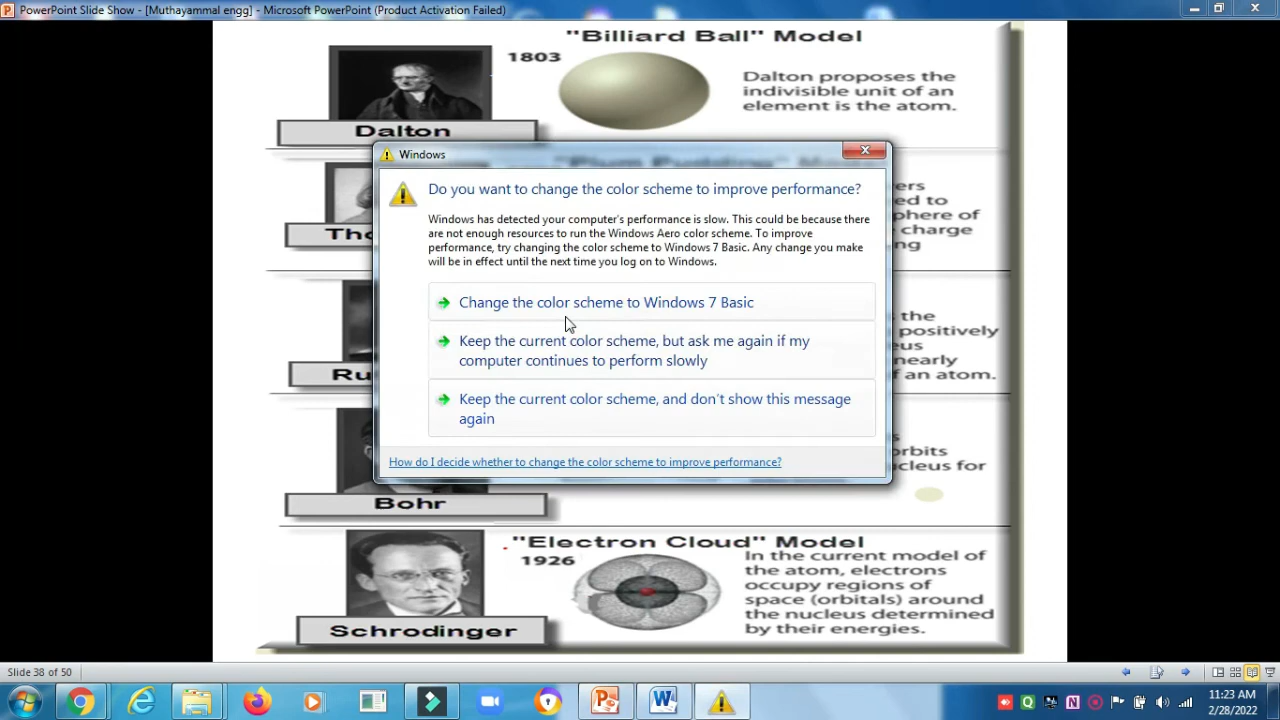 PowerPoint Slide Show - [Muthayammal engg] - Microsoft PowerPoint (Product Activation Failed)
"Billiard Ball" Model
1803
Dalton proposes the
indivisible unit of an
element is the atom.
Dalton
Windows
Do you want to change the color scheme to improve performance?
Windows has detected your computer's performance is slow. This could be because there
are not enough resources to run the Windows Aero color scheme. To improve
performance, try changing the color scheme to Windows 7 Basic. Any change you make
will be in effect until the next time you log on to Windows.
Change the color scheme to Windows 7 Basic
Keep the current color scheme, but ask me again if my
computer continues to perform slowly
Keep the current color scheme, and don't show this message
again
How do I decide whether to change the color scheme to improve performance?
charge
the
positively
nearly
an atom.
for
Bohr
"Electron Cloud" Model
1926
In the current model of
the atom, electrons
occupy regions of
space (orbitals) around
the nucleus determined
by their energies.
Schrodinger
Slide 38 of 50
11:23 AM
2/28/2022